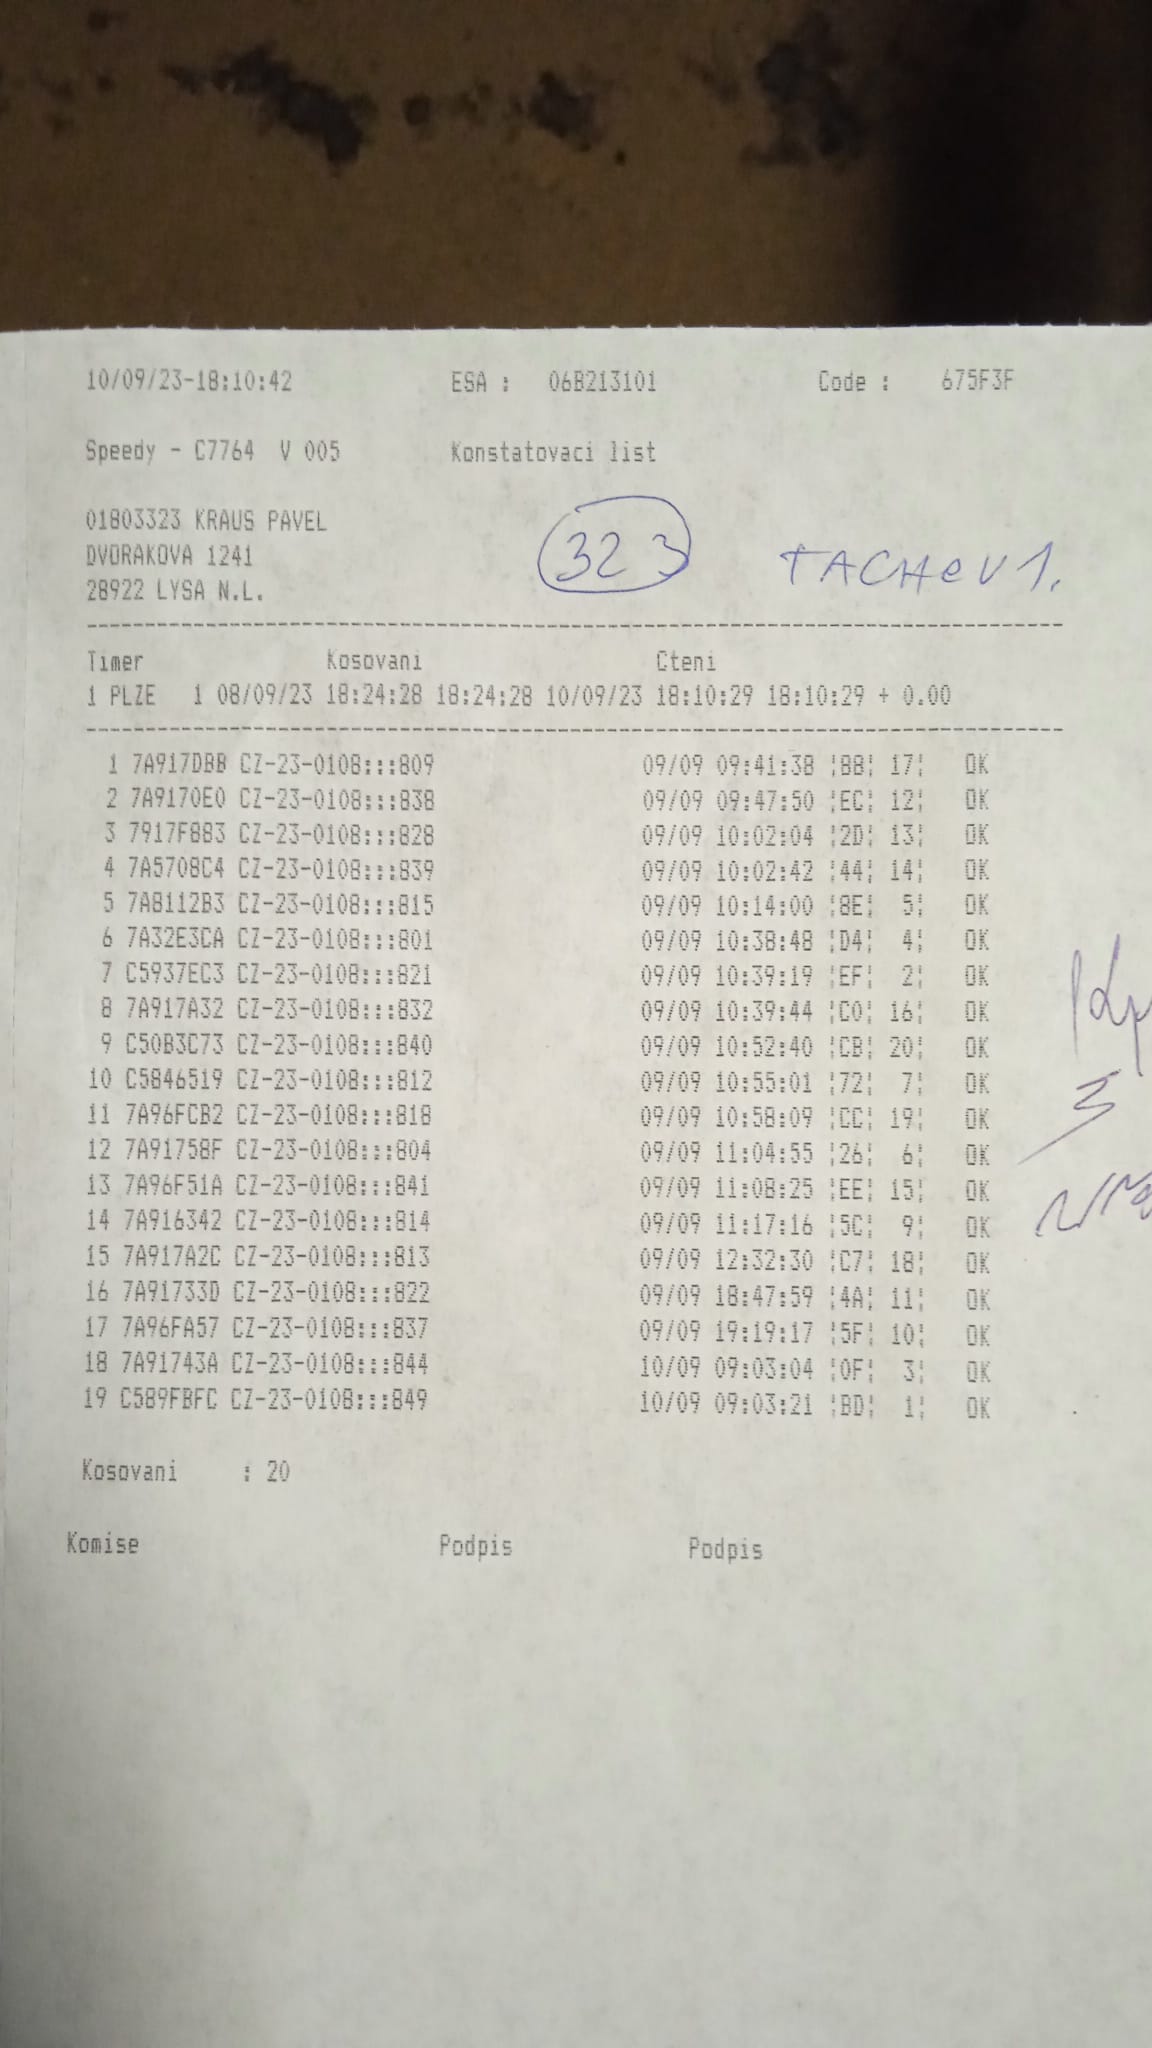 10/09/23-18:10:42 ESA : 06B213101 Code : 675F3F
Speedy - C7764 V 005 Konstatovaci list
01803323 KRAUS PAVEL
DVORAKOVA 1241
28922 LYSA N.L.
323 TACHOV 1.
Timer Kosovani Cteni
1 PLZE 1 08/09/23 18:24:28 18:24:28 10/09/23 18:10:29 18:10:29 + 0.00
1 7A917DBB CZ-23-0108:::809 09/09 09:41:38 ¦8B¦ 17¦ OK
2 7A9170E0 CZ-23-0108:::838 09/09 09:47:50 ¦EC¦ 12¦ OK
3 7917F883 CZ-23-0108:::828 09/09 10:02:04 ¦2D¦ 13¦ OK
4 7A5708C4 CZ-23-0108:::839 09/09 10:02:42 ¦44¦ 14¦ OK
5 7A8112B3 CZ-23-0108:::815 09/09 10:14:00 ¦8E¦ 5¦ OK
6 7A32E3CA CZ-23-0108:::801 09/09 10:38:48 ¦D4¦ 4¦ OK
7 C5937EC3 CZ-23-0108:::821 09/09 10:39:19 ¦EF¦ 2¦ OK
8 7A917A32 CZ-23-0108:::832 09/09 10:39:44 ¦C0¦ 16¦ OK
9 C50B3C73 CZ-23-0108:::840 09/09 10:52:40 ¦CB¦ 20¦ OK
10 C5846519 CZ-23-0108:::812 09/09 10:55:01 ¦72¦ 7¦ OK
11 7A96FCB2 CZ-23-0108:::818 09/09 10:58:09 ¦CC¦ 19¦ OK
12 7A91758F CZ-23-0108:::804 09/09 11:04:55 ¦26¦ 6¦ OK
13 7A96F51A CZ-23-0108:::841 09/09 11:08:25 ¦EE¦ 15¦ OK
14 7A916342 CZ-23-0108:::814 09/09 11:17:16 ¦5C¦ 9¦ OK
15 7A917A2C CZ-23-0108:::813 09/09 12:32:30 ¦C7¦ 18¦ OK
16 7A91733D CZ-23-0108:::822 09/09 18:47:59 ¦4A¦ 11¦ OK
17 7A96FA57 CZ-23-0108:::837 09/09 19:19:17 ¦5F¦ 10¦ OK
18 7A91743A CZ-23-0108:::844 10/09 09:03:04 ¦0F¦ 3¦ OK
19 C589FBFC CZ-23-0108:::849 10/09 09:03:21 ¦BD¦ 1¦ OK
Kosovani : 20
Komise Podpis Podpis